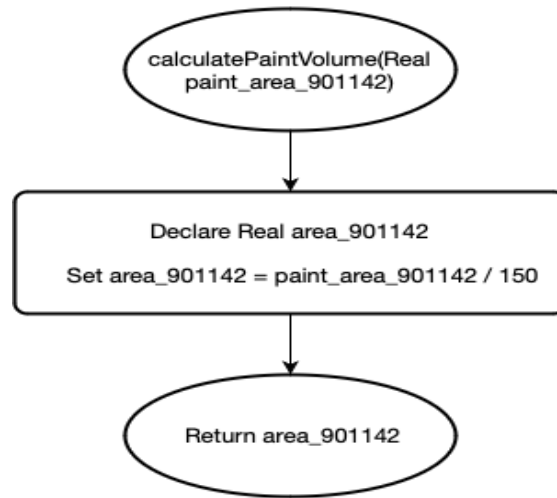 calculatePaintVolume(Real
paint_area_901142)
Declare Real area_901142
Set area_901142 = paint_area_901142 / 150
Return area_901142